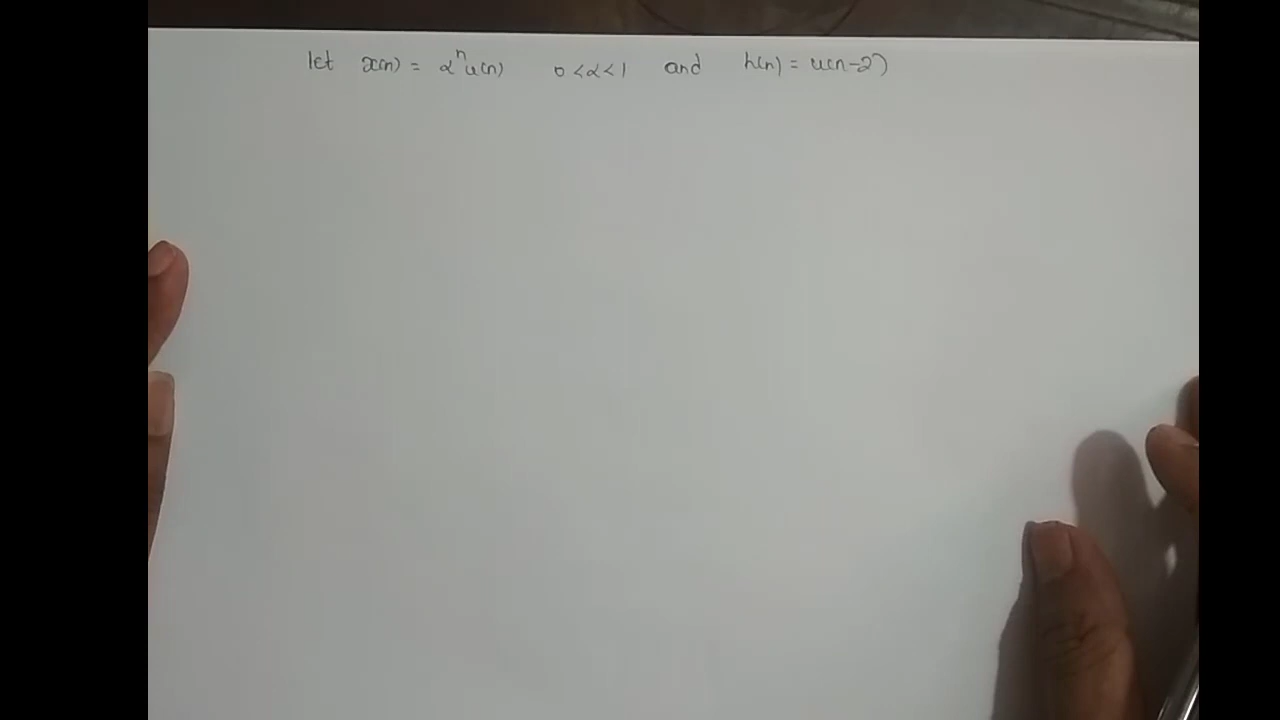 let x(n) = α^n u(n) 0 < α < 1 and h(n) = u(n-2)